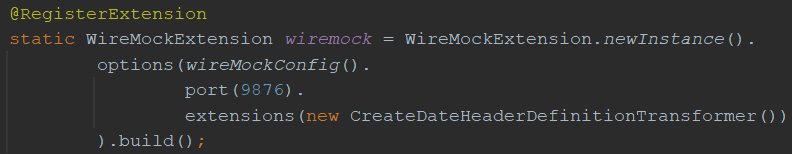 @RegisterExtension
static WireMockExtension wiremock = WireMockExtension.newInstance().
options(wireMockConfig().
port(9876).
extensions(new CreateDateHeaderDefinitionTransformer())
).build();